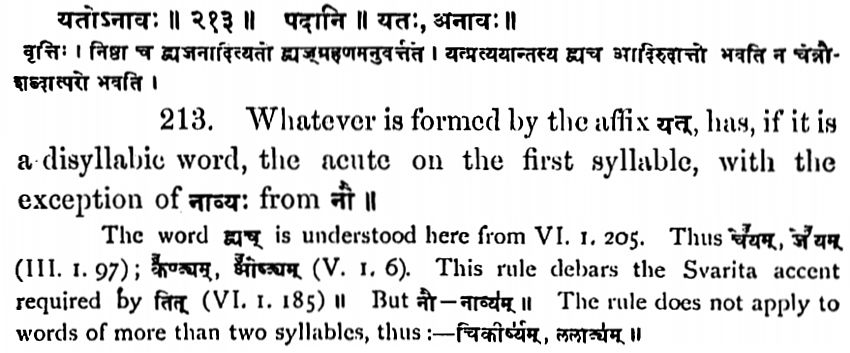 यतोऽनावः ॥ २१३ ॥ पदानि ॥ यतः, अनावः ॥
वृत्तिः । निष्ठा च द्व्यजनादित्यतो द्व्यज्ग्रहणमनुवर्त्तते । यत्प्रत्ययान्तस्य द्व्यच आदिरुदात्तो भवति न चेन्नौ-
शब्दात्परो भवति ।
213. Whatever is formed by the affix यत्, has, if it is
a disyllabic word, the acute on the first syllable, with the
exception of नाव्यः from नौ ॥
The word द्व्यच् is understood here from VI. 1. 205. Thus चे॑यम्, जे॑यम्
(III. 1. 97); क॑ण्ठ्यम्, ओ॑ष्ठ्यम् (V. 1. 6). This rule debars the Svarita accent
required by तित् (VI. 1. 185) ॥ But नौ—नाव्य॑म् ॥ The rule does not apply to
words of more than two syllables, thus :—चिकीर्ष्य॑म्, ललाट्य॑म् ॥